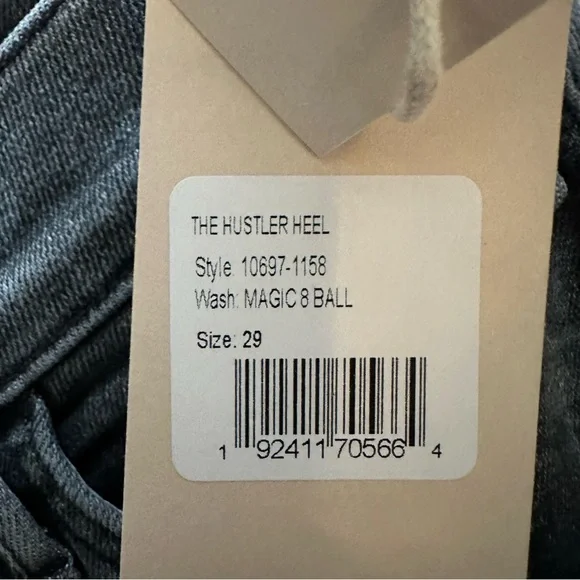 THE HUSTLER HEEL
Style: 10697-1158
Wash: MAGIC 8 BALL
Size: 29
1 92411 70566 4